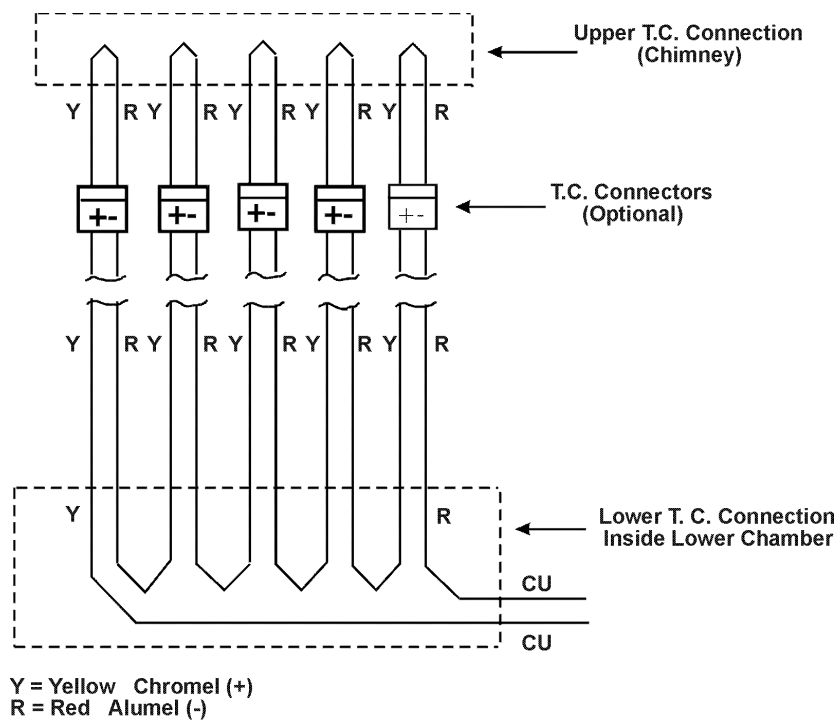 Upper T.C. Connection
(Chimney)
Y R Y R Y R Y R Y R
T.C. Connectors
(Optional)
+- +- +- +- +-
Y R Y R Y R Y R Y R
Y R
Lower T. C. Connection
Inside Lower Chamber
CU
CU
Y = Yellow Chromel (+)
R = Red Alumel (-)